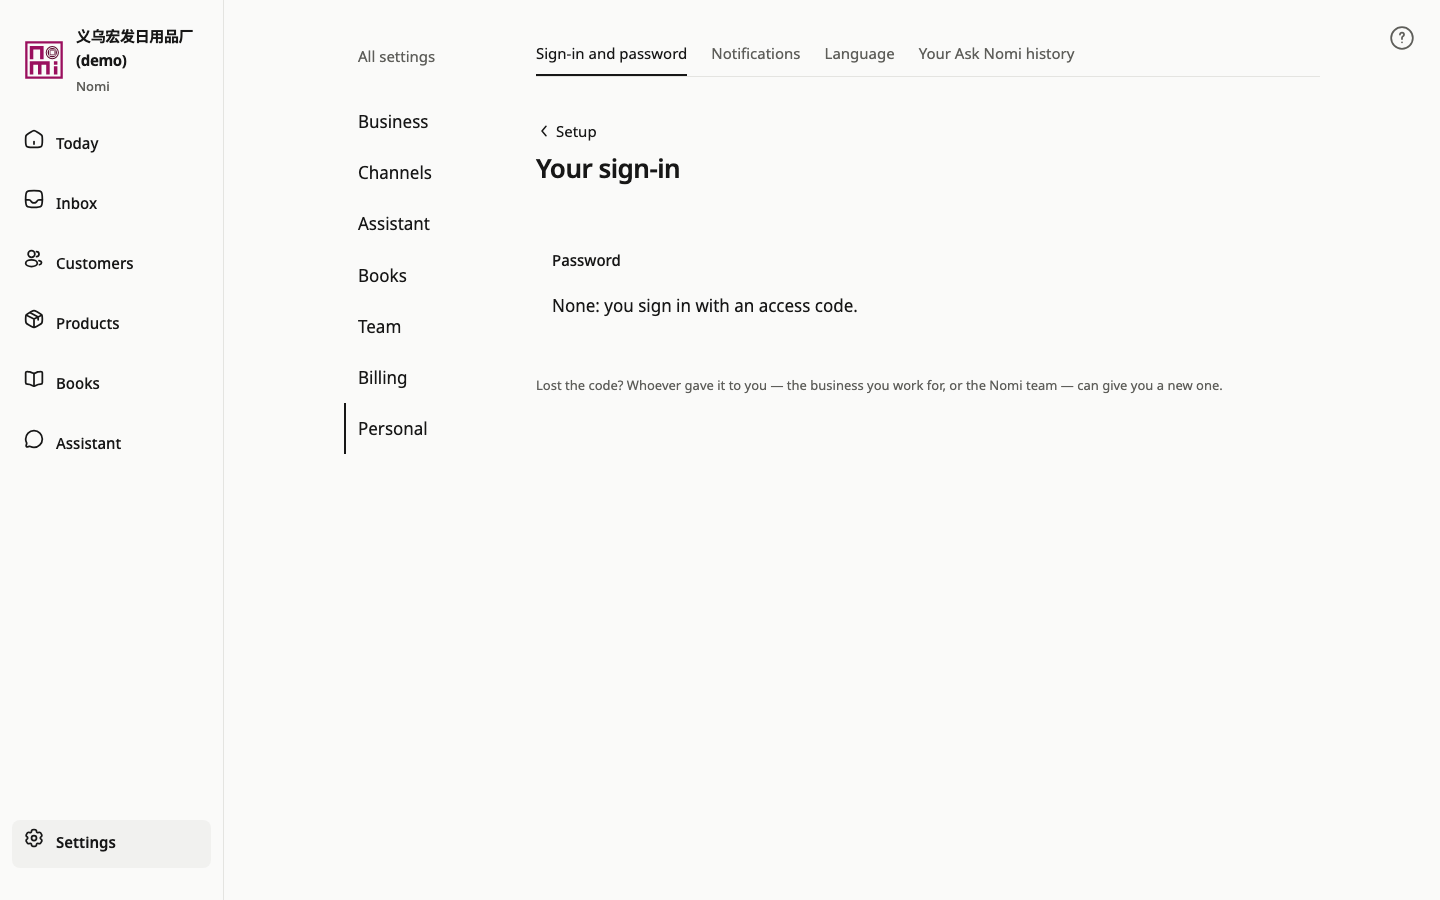 义乌宏发日用品厂
(demo)
Nomi
Today
Inbox
Customers
Products
Books
Assistant
Settings
All settings
Business
Channels
Assistant
Books
Team
Billing
Personal
Sign-in and password
Notifications
Language
Your Ask Nomi history
Setup
Your sign-in
Password
None: you sign in with an access code.
Lost the code? Whoever gave it to you — the business you work for, or the Nomi team — can give you a new one.
nomi
?